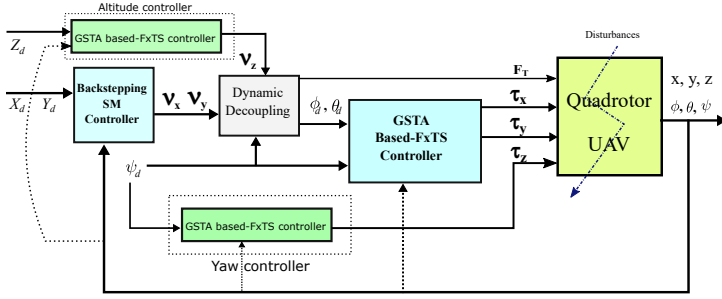 Altitude controller
GSTA based-FxTS controller
Z_d
ν_z
Disturbances
Backstepping
SM
Controller
X_d Y_d
ν_x ν_y
Dynamic
Decoupling
F_T
ϕ_d, θ_d
GSTA
Based-FxTS
Controller
τ_x
τ_y
τ_z
Quadrotor
UAV
x, y, z
ϕ, θ, ψ
ψ_d
GSTA based-FxTS controller
Yaw controller